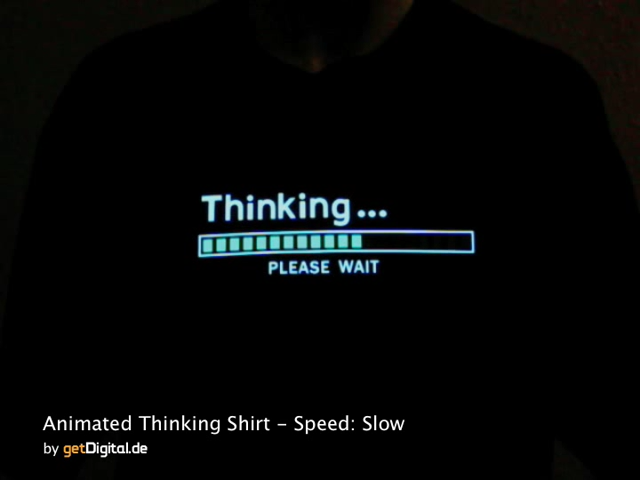 Thinking...
PLEASE WAIT
Animated Thinking Shirt – Speed: Slow
by getDigital.de